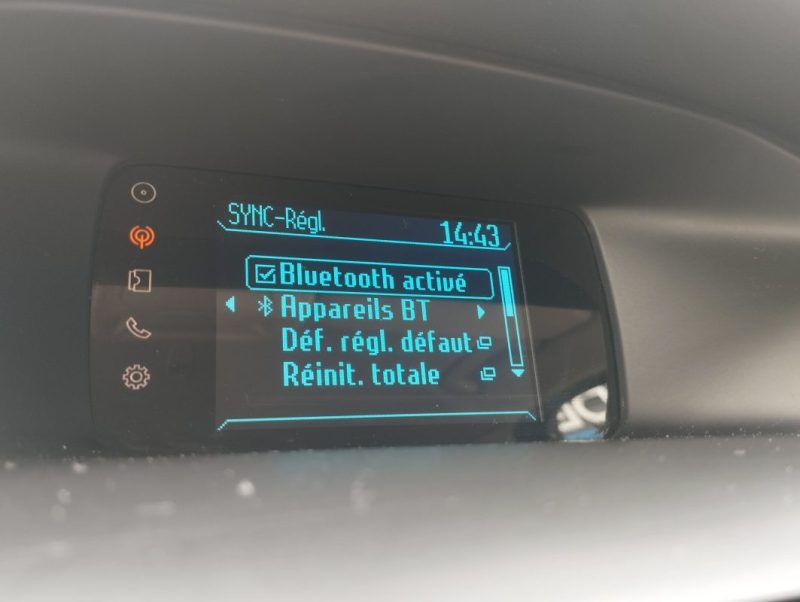 SYNC-Régl.
14:43
Bluetooth activé
Appareils BT
Déf. régl. défaut
Réinit. totale